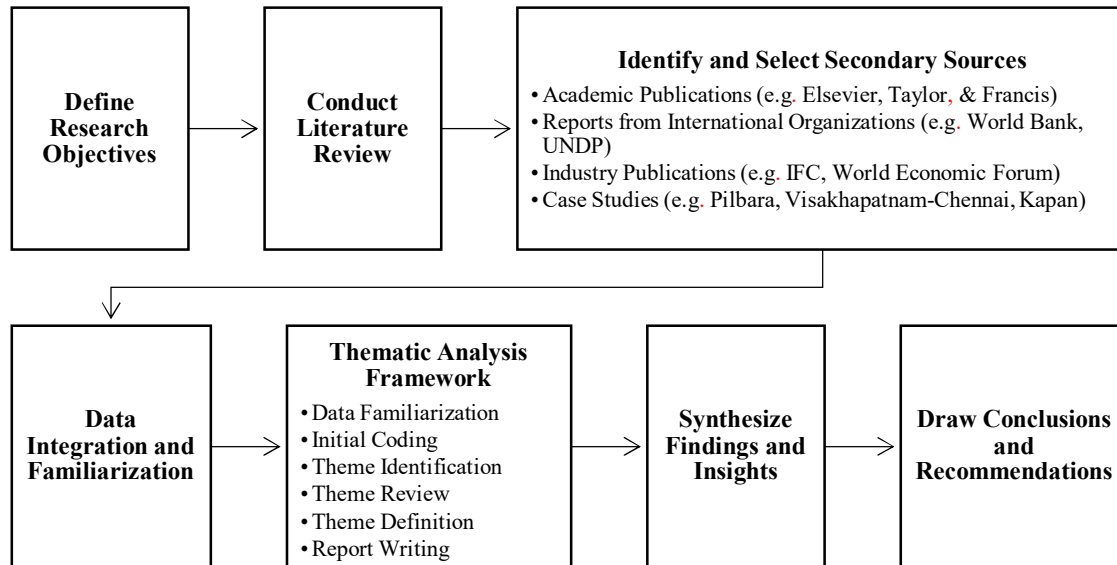 Define
Research
Objectives
Conduct
Literature
Review
Identify and Select Secondary Sources
• Academic Publications (e.g. Elsevier, Taylor, & Francis)
• Reports from International Organizations (e.g. World Bank,
UNDP)
• Industry Publications (e.g. IFC, World Economic Forum)
• Case Studies (e.g. Pilbara, Visakhapatnam-Chennai, Kapan)
Data
Integration and
Familiarization
Thematic Analysis
Framework
• Data Familiarization
• Initial Coding
• Theme Identification
• Theme Review
• Theme Definition
• Report Writing
Synthesize
Findings and
Insights
Draw Conclusions
and
Recommendations